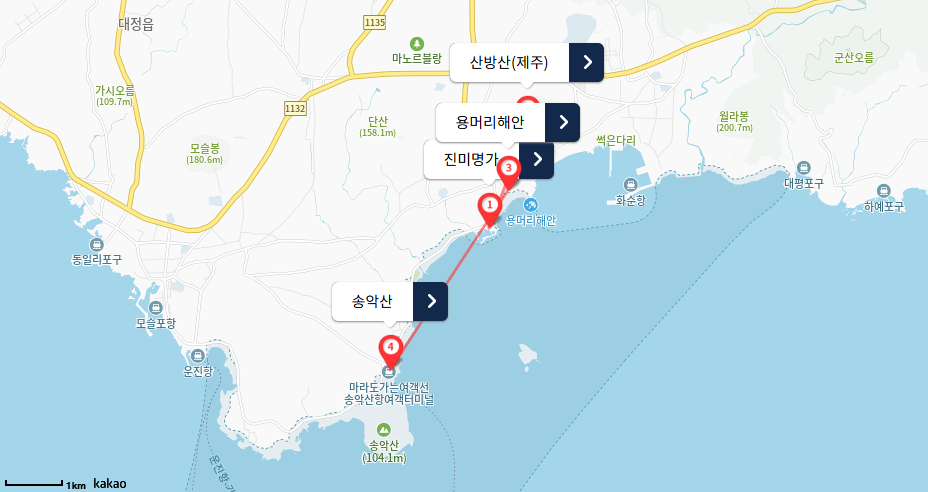 대정읍
1135
마노르블랑
산방산(제주)
군산오름
가시오름
(109.7m)
1132
단산
(158.1m)
용머리해안
월라봉
(200.7m)
모슬봉
(180.6m)
진미명가
썩은다리
3
대평포구
화순항
하예포구
1
용머리해안
동일리포구
송악산
모슬포항
4
운진항
마라도가는여객선
송악산항여객터미널
송악산
(104.1m)
1km
kakao